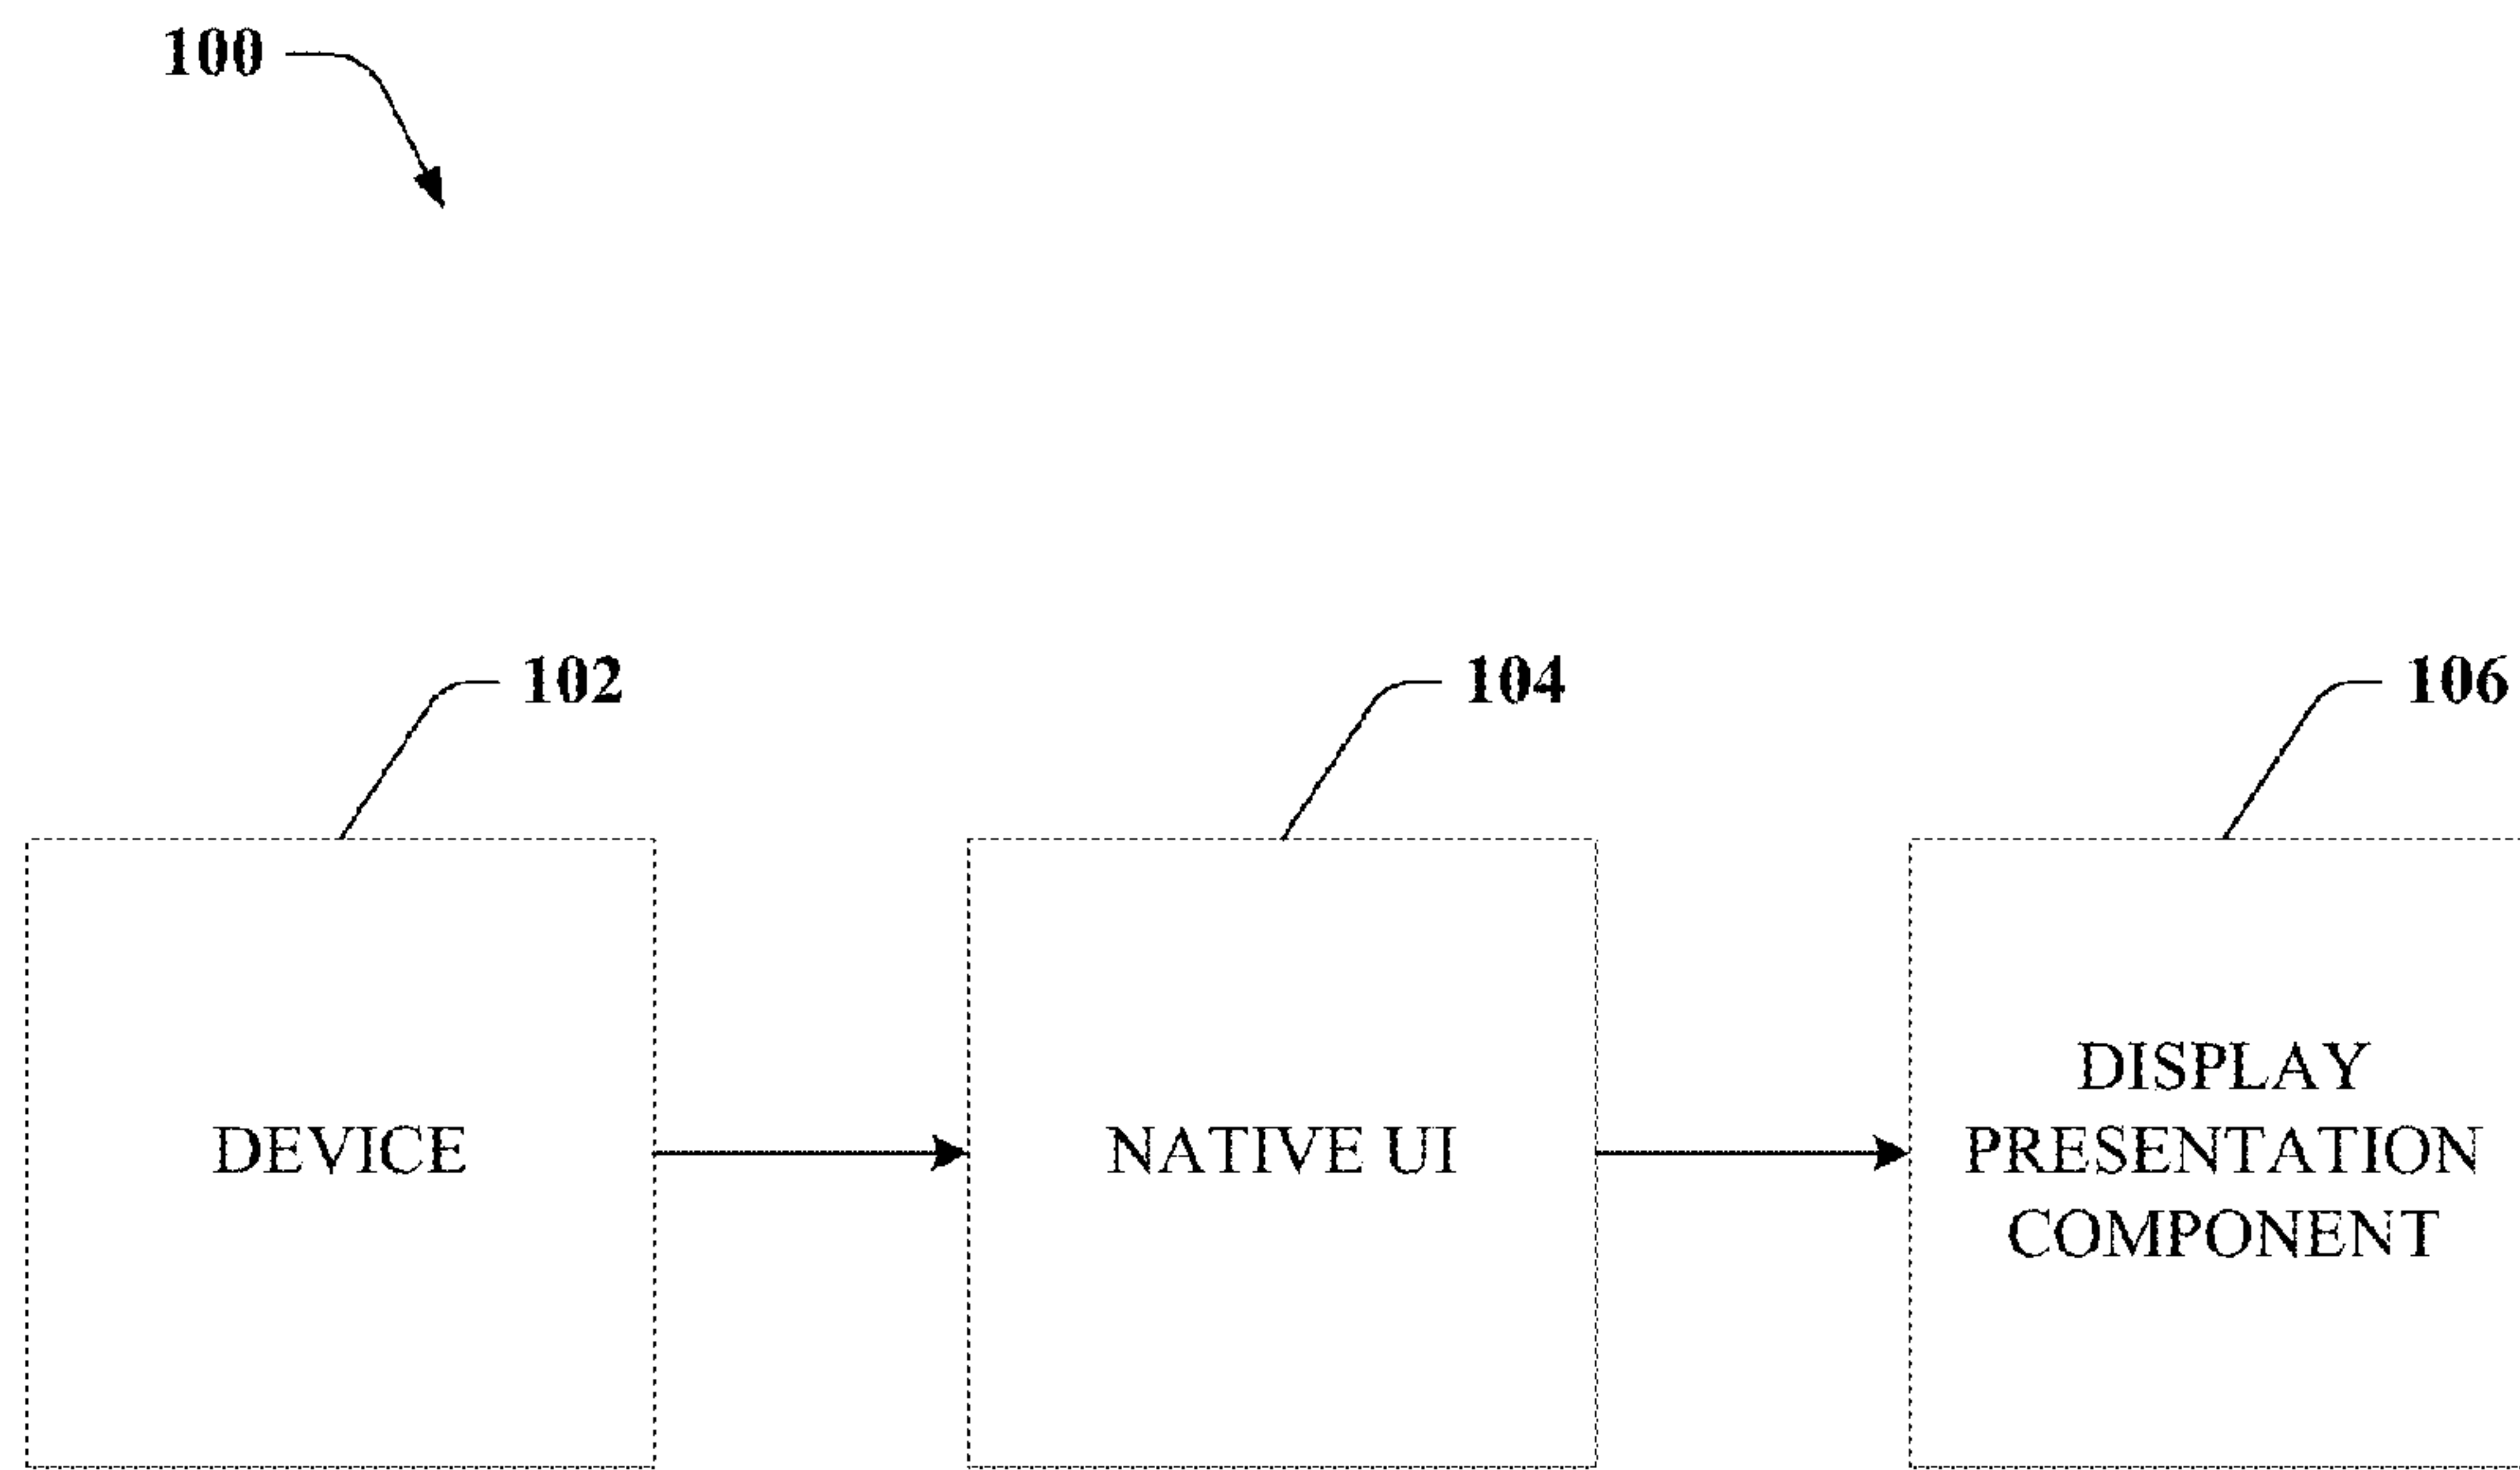 100
102
104
106
DEVICE
NATIVE UI
DISPLAY
PRESENTATION
COMPONENT